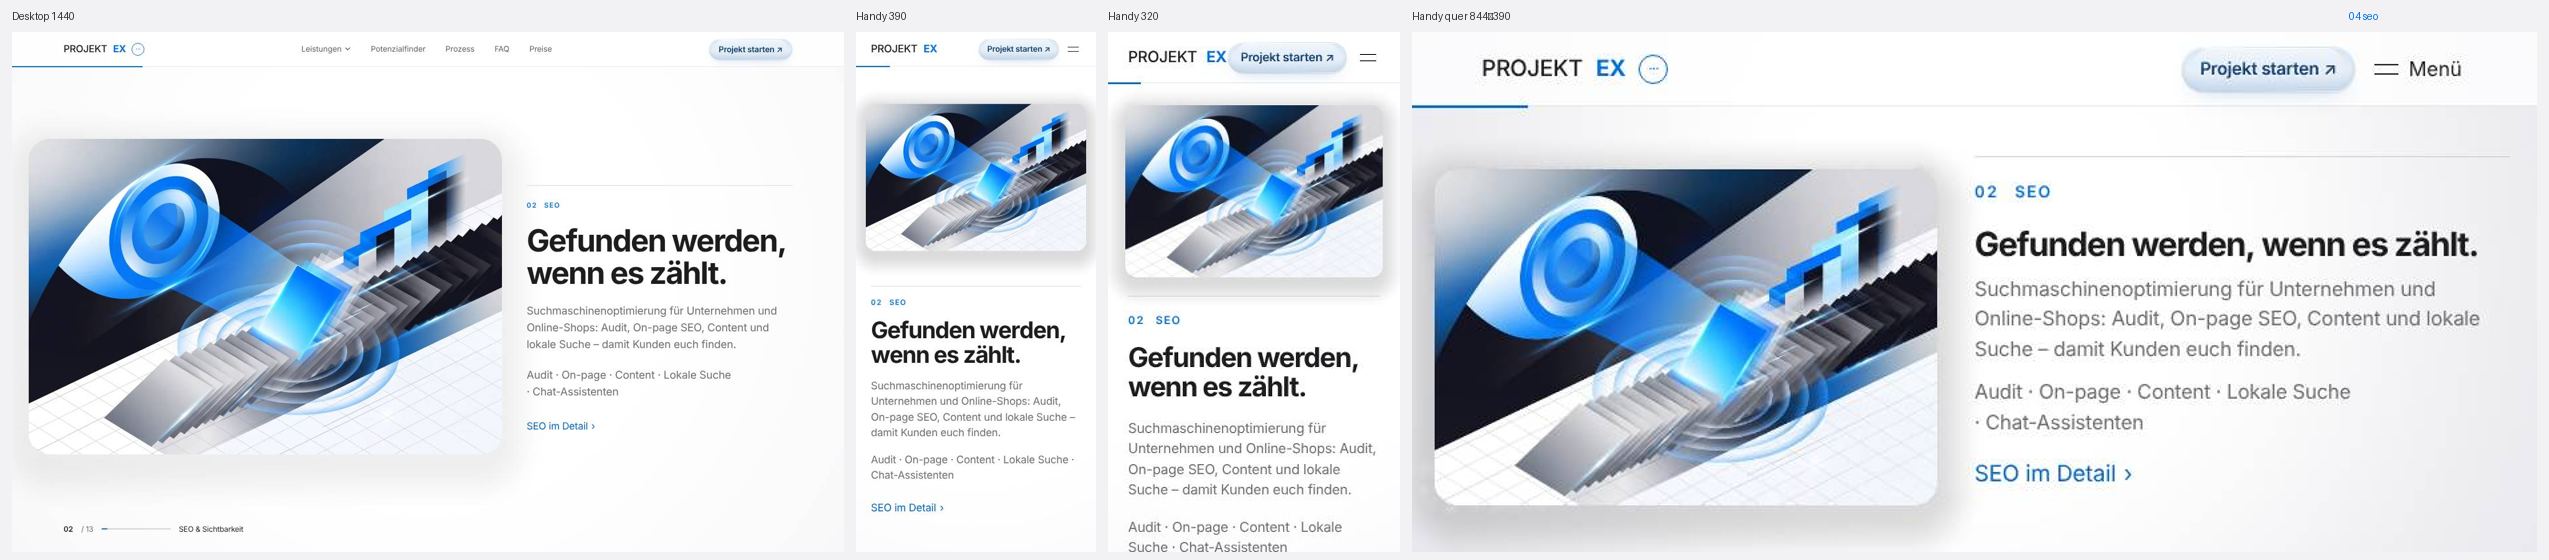 Desktop 1440
PROJEKT EX
Leistungen
Potenzialfinder
Prozess
FAQ
Preise
Projekt starten ↗
02 SEO
Gefunden werden,
wenn es zählt.
Suchmaschinenoptimierung für Unternehmen und
Online-Shops: Audit, On-page SEO, Content und
lokale Suche – damit Kunden euch finden.
Audit · On-page · Content · Lokale Suche
· Chat-Assistenten
SEO im Detail ›
02 / 13
SEO & Sichtbarkeit
Handy 390
PROJEKT EX
Projekt starten ↗
02 SEO
Gefunden werden,
wenn es zählt.
Suchmaschinenoptimierung für
Unternehmen und Online-Shops: Audit,
On-page SEO, Content und lokale Suche –
damit Kunden euch finden.
Audit · On-page · Content · Lokale Suche ·
Chat-Assistenten
SEO im Detail ›
Handy 320
PROJEKT EX
Projekt starten ↗
02 SEO
Gefunden werden,
wenn es zählt.
Suchmaschinenoptimierung für
Unternehmen und Online-Shops: Audit,
On-page SEO, Content und lokale
Suche – damit Kunden euch finden.
Audit · On-page · Content · Lokale
Suche · Chat-Assistenten
Handy quer 844 390
04 seo
PROJEKT EX
Projekt starten ↗
Menü
02 SEO
Gefunden werden, wenn es zählt.
Suchmaschinenoptimierung für Unternehmen und
Online-Shops: Audit, On-page SEO, Content und lokale
Suche – damit Kunden euch finden.
Audit · On-page · Content · Lokale Suche
· Chat-Assistenten
SEO im Detail ›